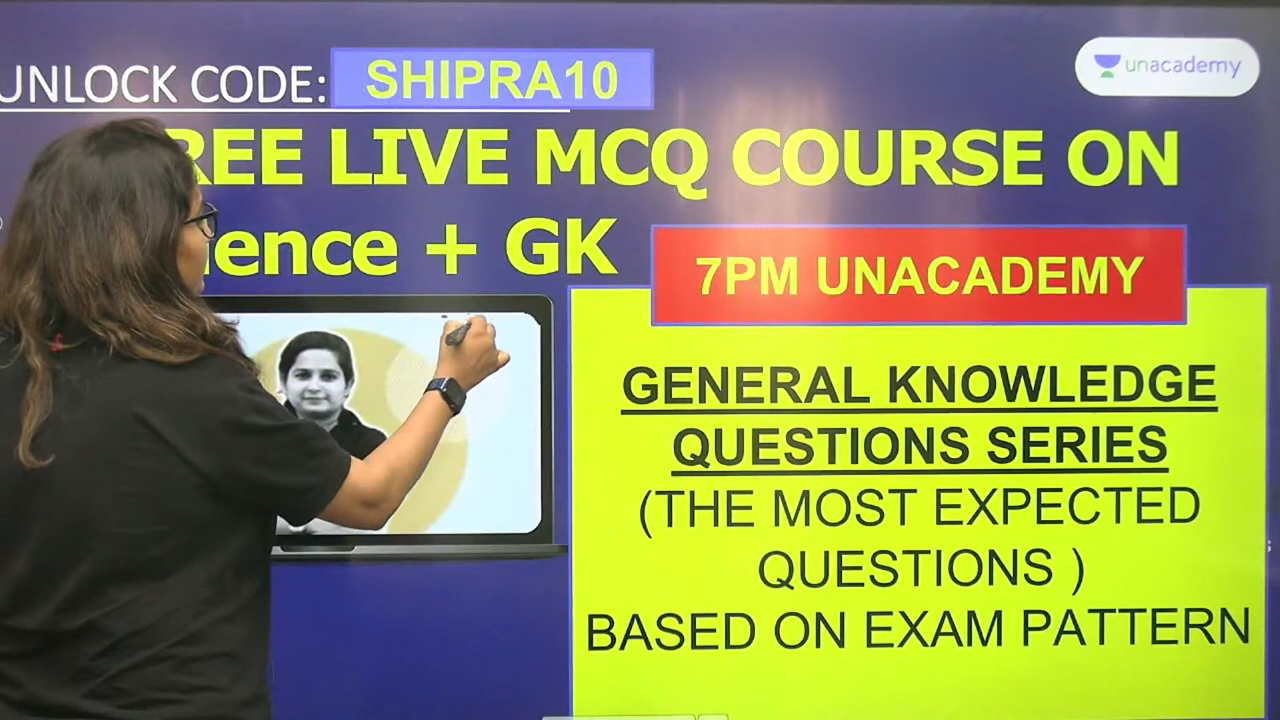 UNLOCK CODE: SHIPRA10
unacademy
REE LIVE MCQ COURSE ON
ience + GK
7PM UNACADEMY
GENERAL KNOWLEDGE
QUESTIONS SERIES
(THE MOST EXPECTED
QUESTIONS )
BASED ON EXAM PATTERN